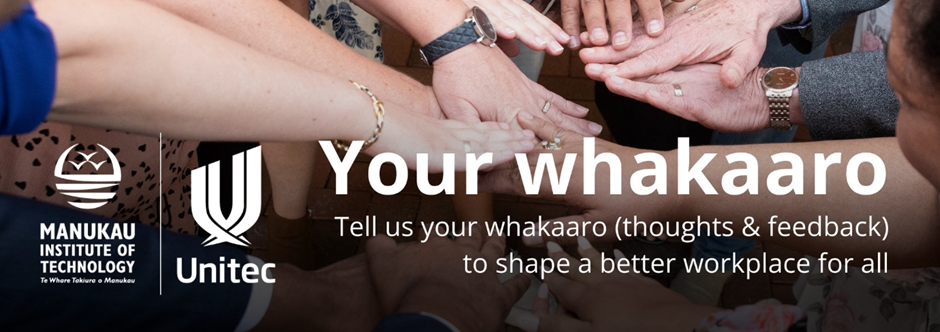 MANUKAU
INSTITUTE OF
TECHNOLOGY
Te Whare Takiura o Manukau
Unitec
Your whakaaro
Tell us your whakaaro (thoughts & feedback)
to shape a better workplace for all